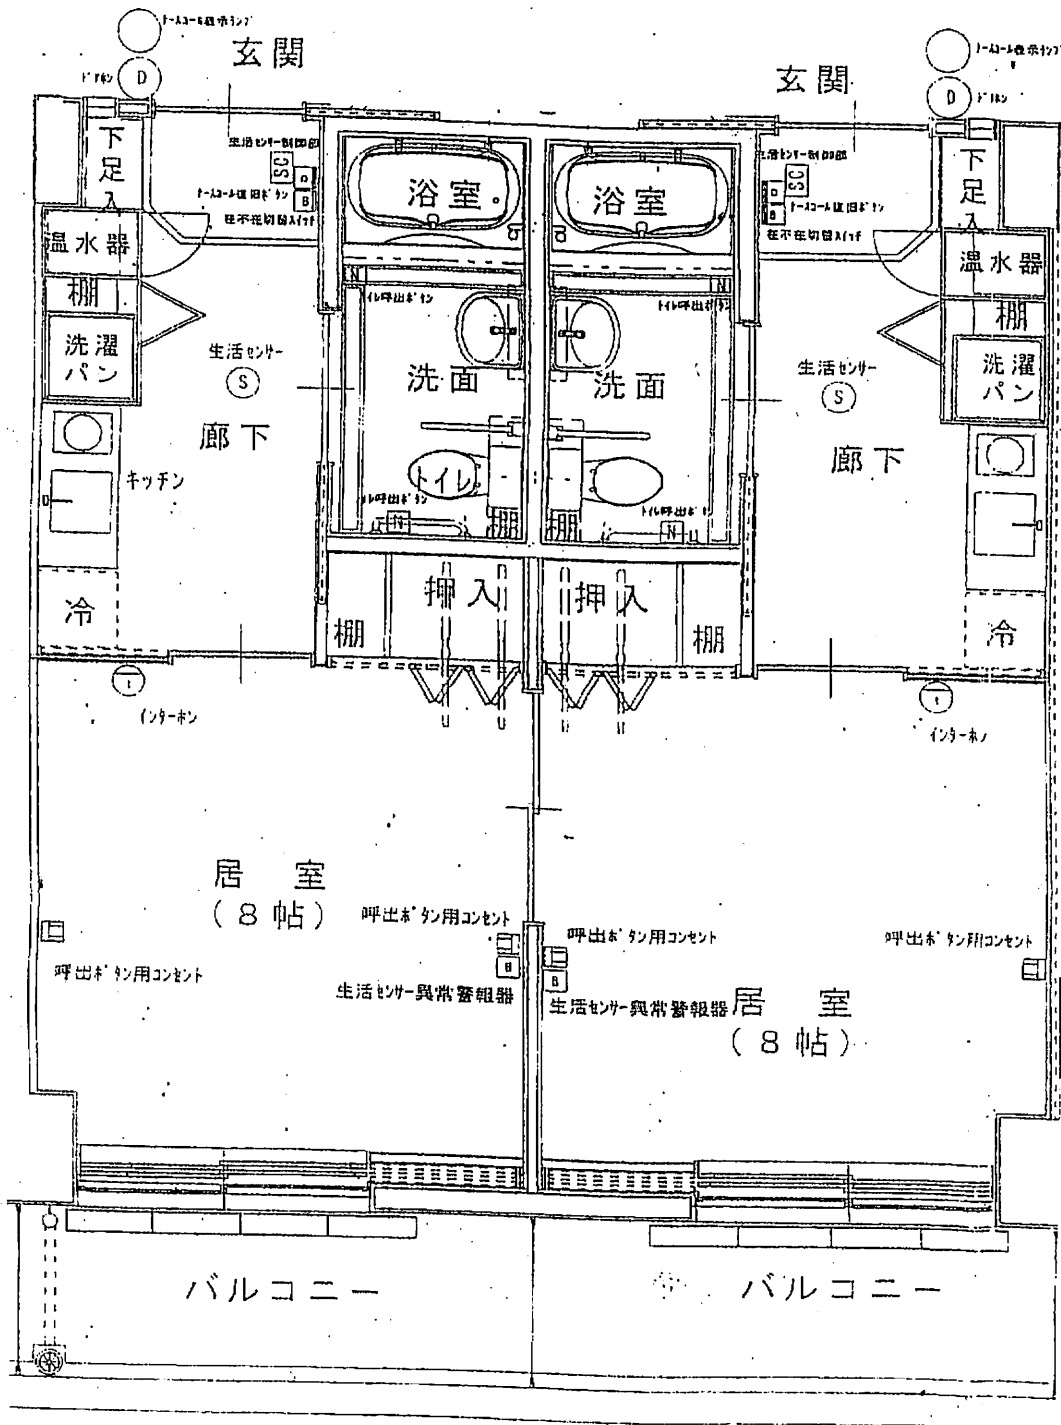 ナースコール表示ランプ
玄関
ナースコール表示ランプ
玄関
ドアホン
D
D
ドアホン
下足入
生活センサー制御部
SC
ナースコール復旧ボタン
B
在不在切替スイッチ
浴室
浴室
生活センサー制御部
SC
ナースコール復旧ボタン
B
在不在切替スイッチ
下足入
温水器
温水器
棚
N
トイレ呼出ボタン
トイレ呼出ボタン
N
棚
洗濯
パン
生活センサー
S
洗面
洗面
生活センサー
S
洗濯
パン
廊下
廊下
キッチン
トイレ
トイレ呼出ボタン
N
棚
棚
トイレ呼出ボタン
N
冷
棚
押入
押入
棚
冷
t
インターホン
t
インターホン
居室
(8帖)
呼出ボタン用コンセント
呼出ボタン用コンセント
B
生活センサー異常警報器
呼出ボタン用コンセント
B
生活センサー異常警報器
呼出ボタン用コンセント
居室
(8帖)
バルコニー
バルコニー